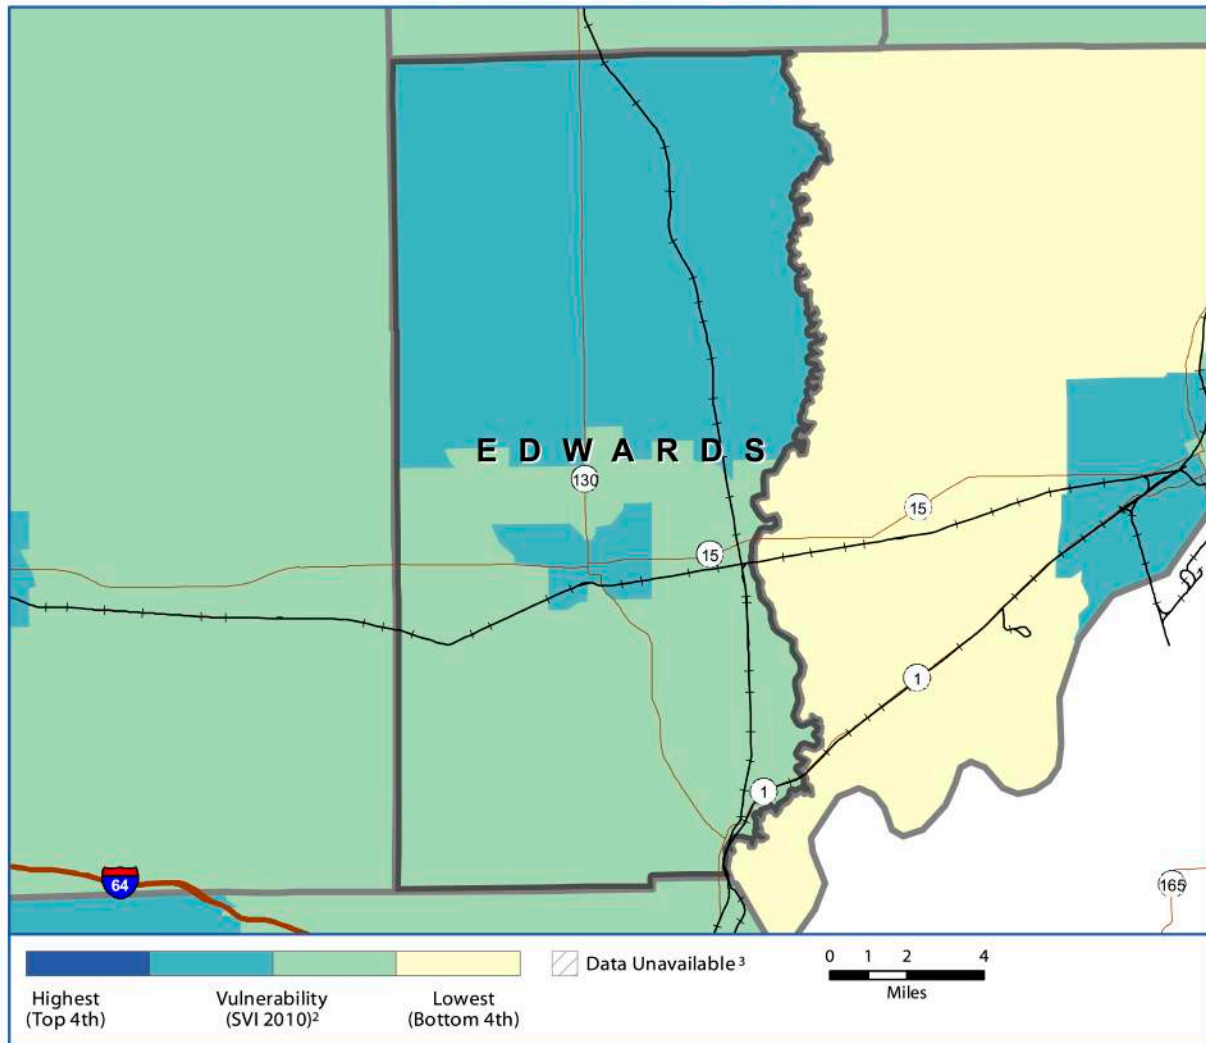 E D W A R D S
130
15
15
1
1
64
165
Highest
(Top 4th)
Vulnerability
(SVI 2010)²
Lowest
(Bottom 4th)
Data Unavailable³
0 1 2 4
Miles